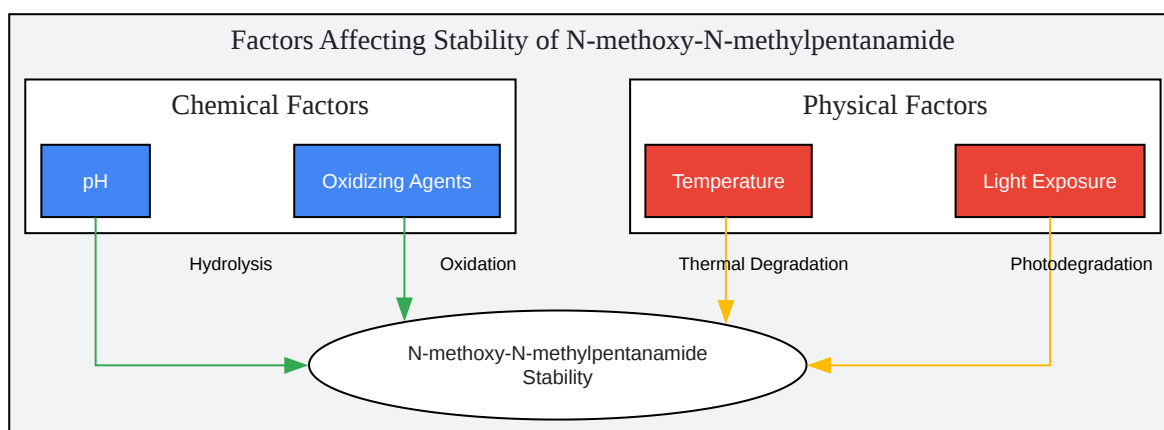 Factors Affecting Stability of N-methoxy-N-methylpentanamide
Chemical Factors
Physical Factors
pH
Oxidizing Agents
Temperature
Light Exposure
Hydrolysis
Oxidation
Thermal Degradation
Photodegradation
N-methoxy-N-methylpentanamide
Stability